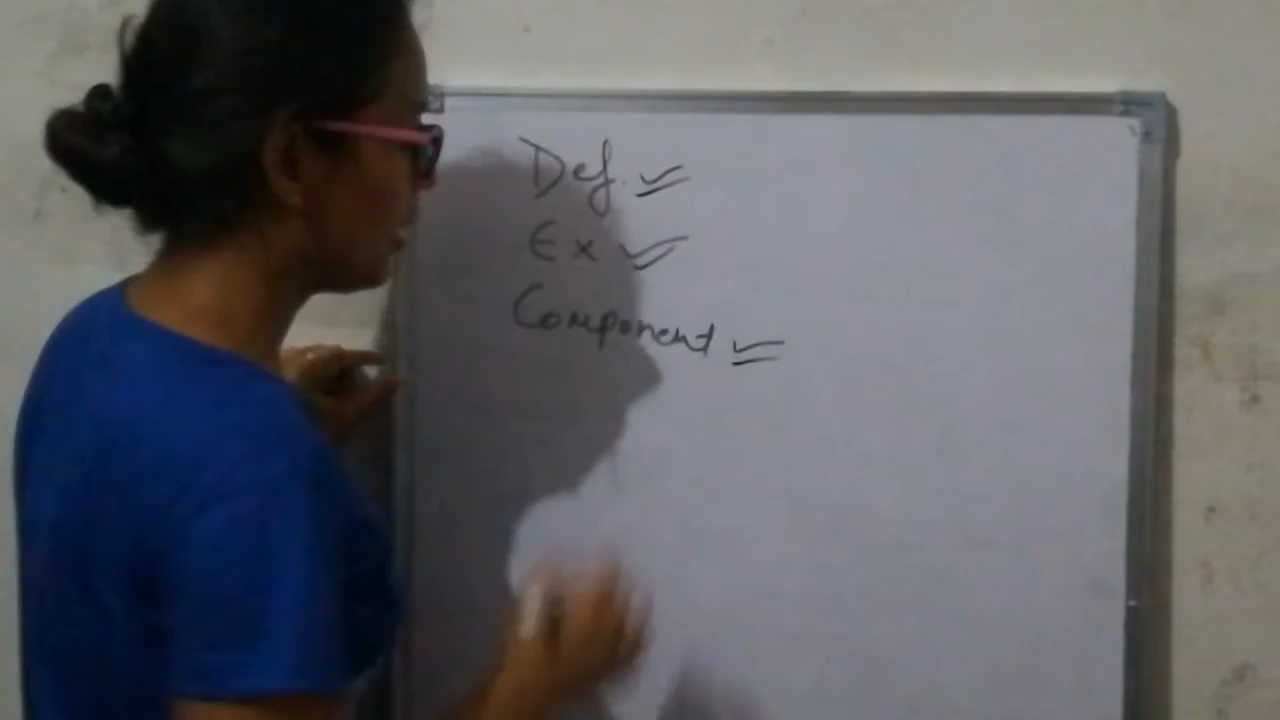 Def. ✓
Ex ✓
Component ✓